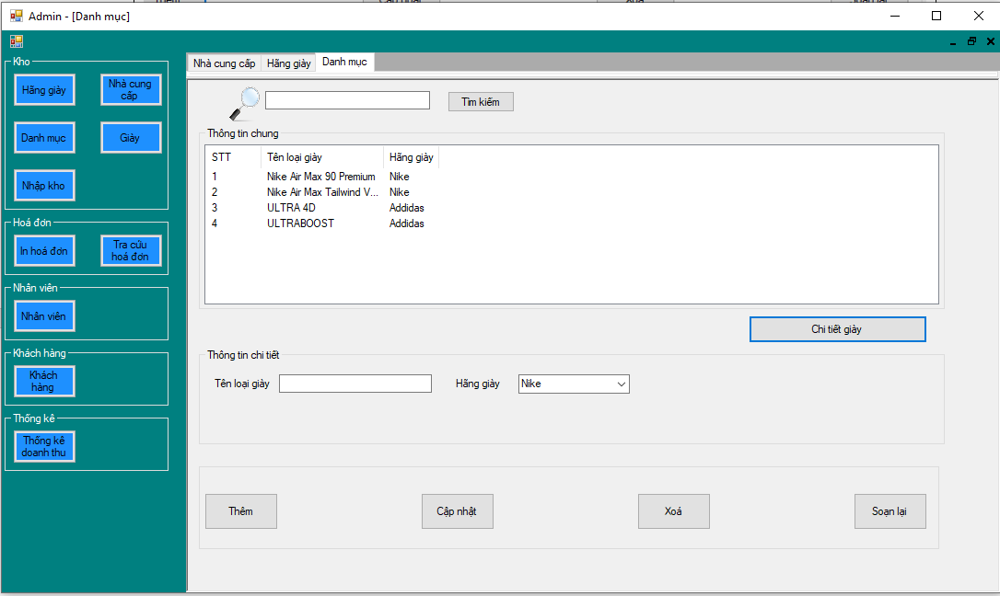 Admin - [Danh mục]
Kho
Hãng giày
Nhà cung
cấp
Danh mục
Giày
Nhập kho
Hoá đơn
In hoá đơn
Tra cứu
hoá đơn
Nhân viên
Nhân viên
Khách hàng
Khách
hàng
Thống kê
Thống kê
doanh thu
Nhà cung cấp Hãng giày Danh mục
Tìm kiếm
Thông tin chung
STT Tên loại giày Hãng giày
1 Nike Air Max 90 Premium Nike
2 Nike Air Max Tailwind V... Nike
3 ULTRA 4D Addidas
4 ULTRABOOST Addidas
Chi tiết giày
Thông tin chi tiết
Tên loại giày Hãng giày Nike
Thêm Cập nhật Xoá Soạn lại